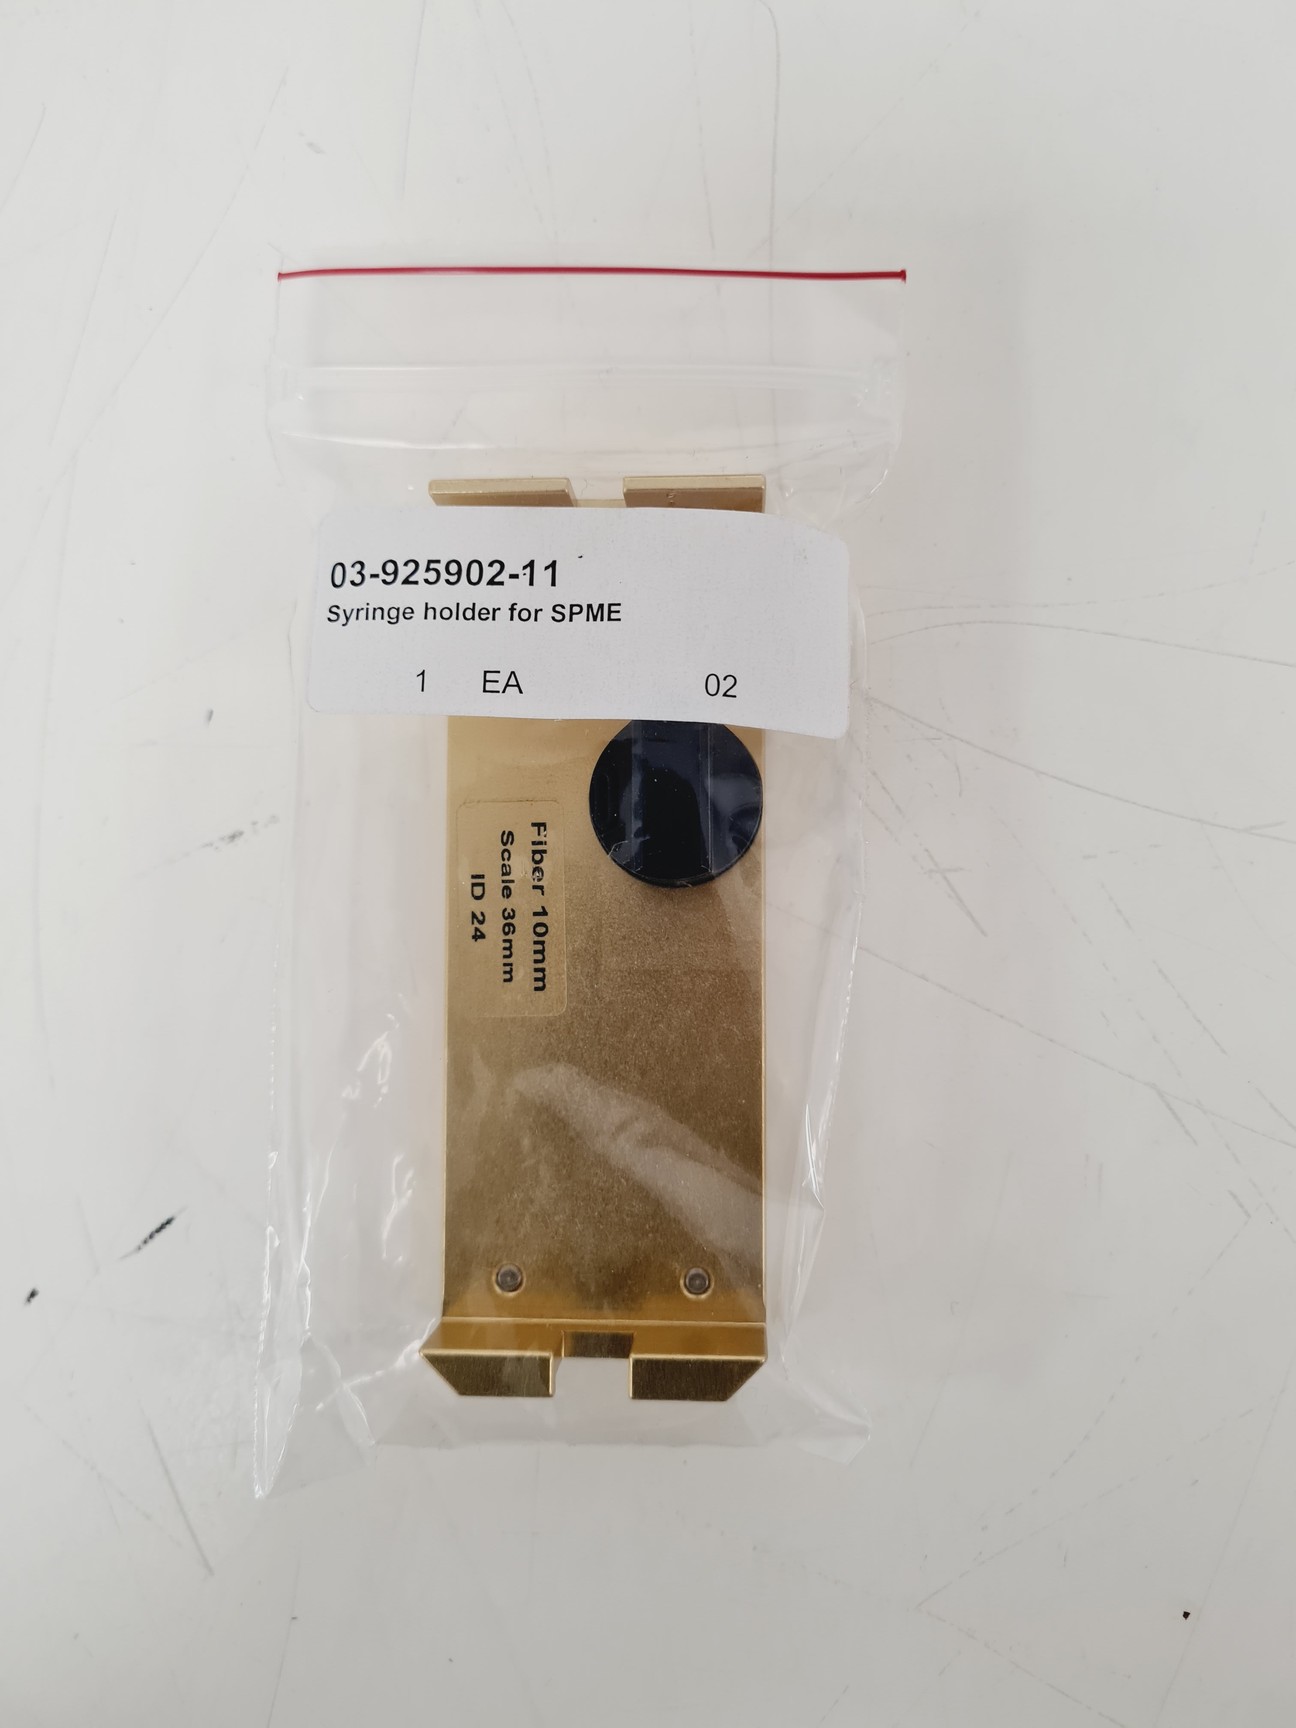 03-925902-11
Syringe holder for SPME
1 EA 02
Fiber 10mm
Scale 36mm
ID 24